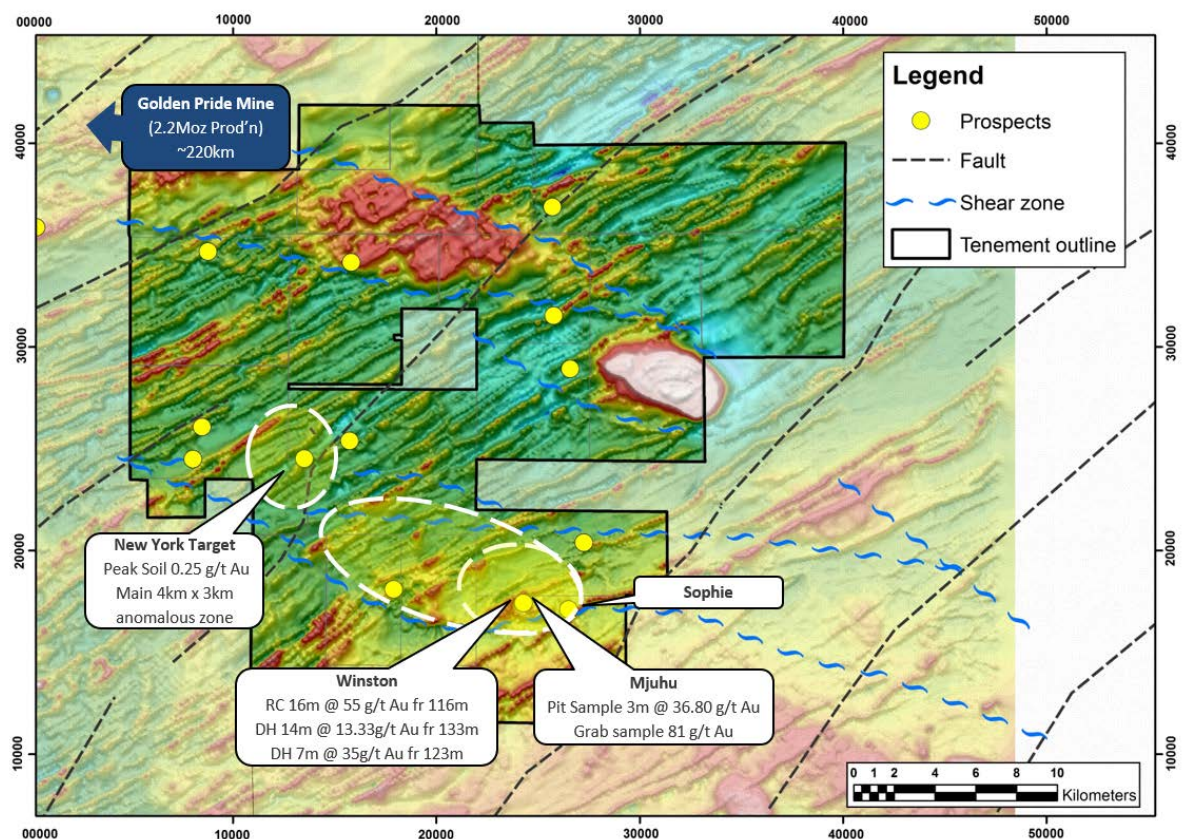 00000 10000 20000 30000 40000 50000
Golden Pride Mine
(2.2Moz Prod'n)
~220km
Legend
Prospects
Fault
Shear zone
Tenement outline
40000
40000
30000
30000
20000
20000
10000
10000
New York Target
Peak Soil 0.25 g/t Au
Main 4km x 3km
anomalous zone
Sophie
Winston
RC 16m @ 55 g/t Au fr 116m
DH 14m @ 13.33g/t Au fr 133m
DH 7m @ 35g/t Au fr 123m
Mjuhu
Pit Sample 3m @ 36.80 g/t Au
Grab sample 81 g/t Au
0 1 2 4 6 8 10
Kilometers
00000 10000 20000 30000 40000 50000